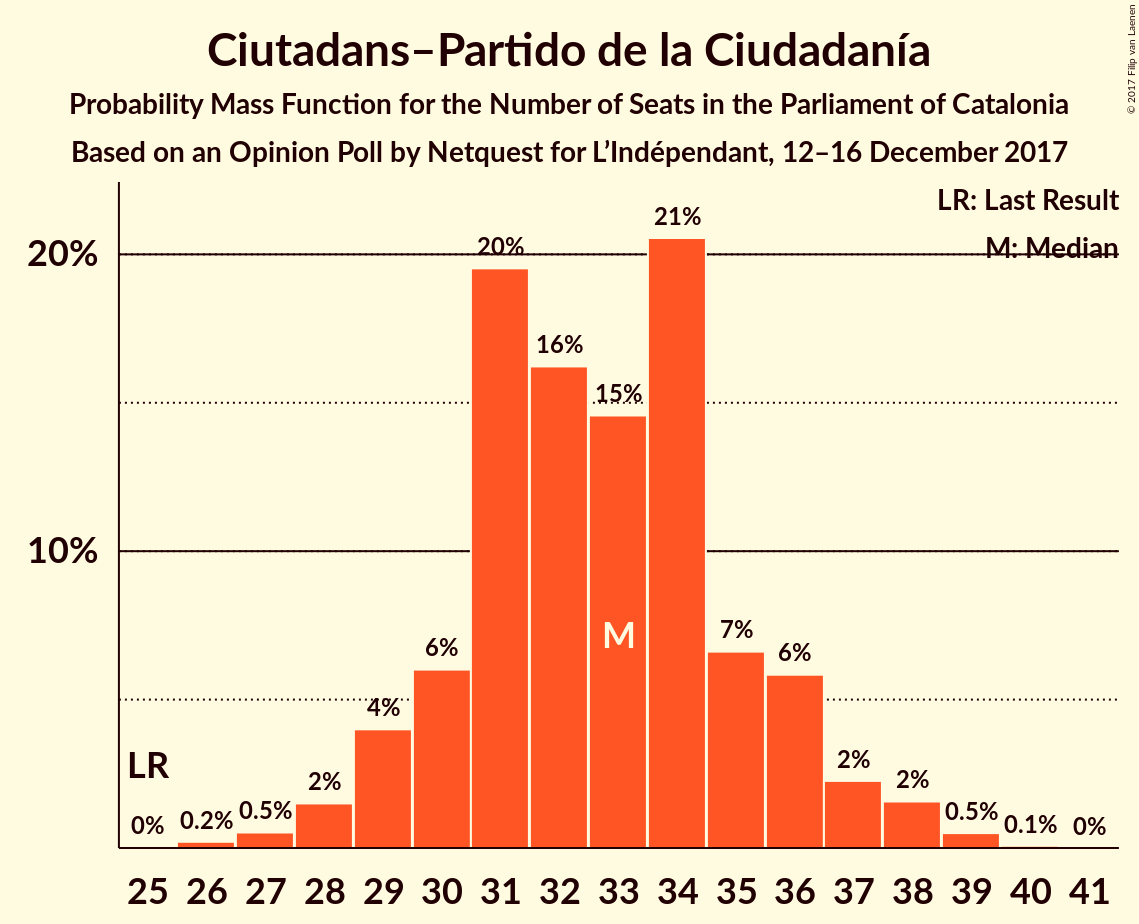 Ciutadans–Partido de la Ciudadanía
Probability Mass Function for the Number of Seats in the Parliament of Catalonia
Based on an Opinion Poll by Netquest for L’Indépendant, 12–16 December 2017
© 2017 Filip van Laenen
LR: Last Result
M: Median
20%
10%
LR
M
0%
0.2%
0.5%
2%
4%
6%
20%
16%
15%
21%
7%
6%
2%
2%
0.5%
0.1%
0%
25 26 27 28 29 30 31 32 33 34 35 36 37 38 39 40 41